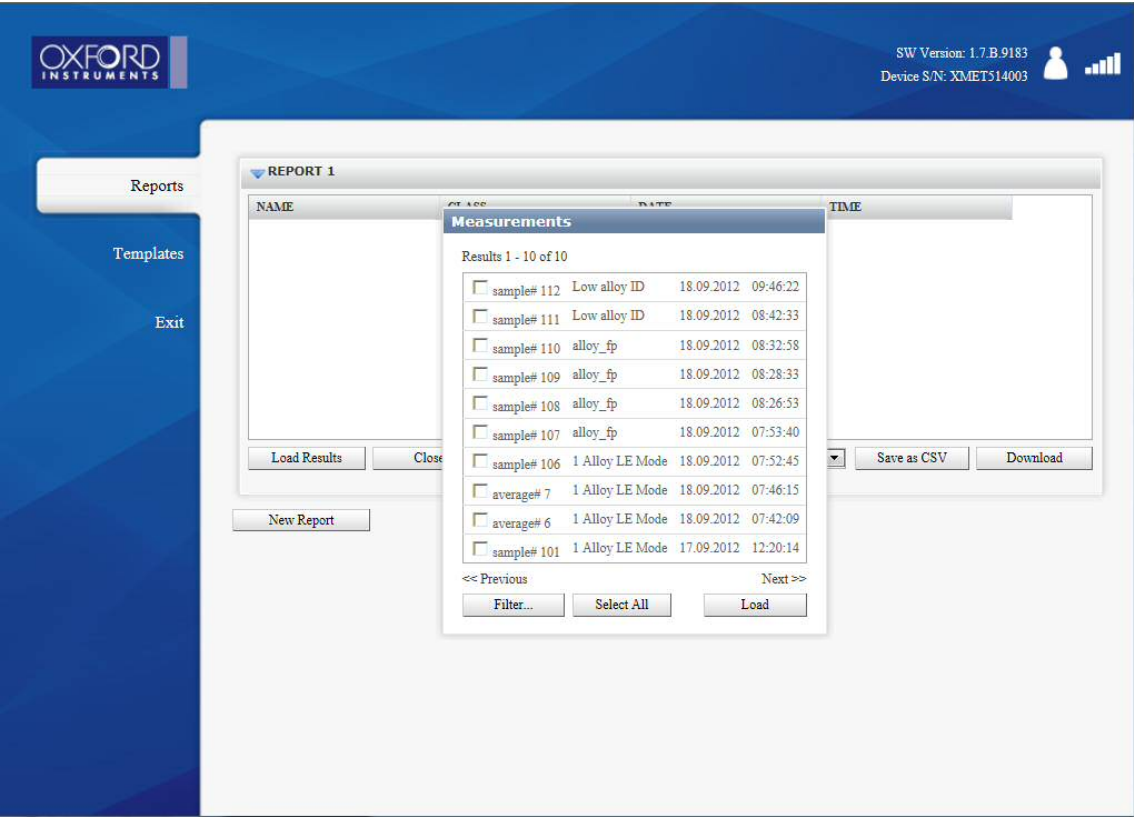 OXFORD
INSTRUMENTS
SW Version: 1.7.B.9183
Device S/N: XMET514003
Reports
Templates
Exit
REPORT 1
NAME CLASS DATE TIME
Measurements
Results 1 - 10 of 10
sample# 112 Low alloy ID 18.09.2012 09:46:22
sample# 111 Low alloy ID 18.09.2012 08:42:33
sample# 110 alloy_fp 18.09.2012 08:32:58
sample# 109 alloy_fp 18.09.2012 08:28:33
sample# 108 alloy_fp 18.09.2012 08:26:53
sample# 107 alloy_fp 18.09.2012 07:53:40
sample# 106 1 Alloy LE Mode 18.09.2012 07:52:45
average# 7 1 Alloy LE Mode 18.09.2012 07:46:15
average# 6 1 Alloy LE Mode 18.09.2012 07:42:09
sample# 101 1 Alloy LE Mode 17.09.2012 12:20:14
<< Previous Next >>
Filter... Select All Load
Load Results Close Save as CSV Download
New Report